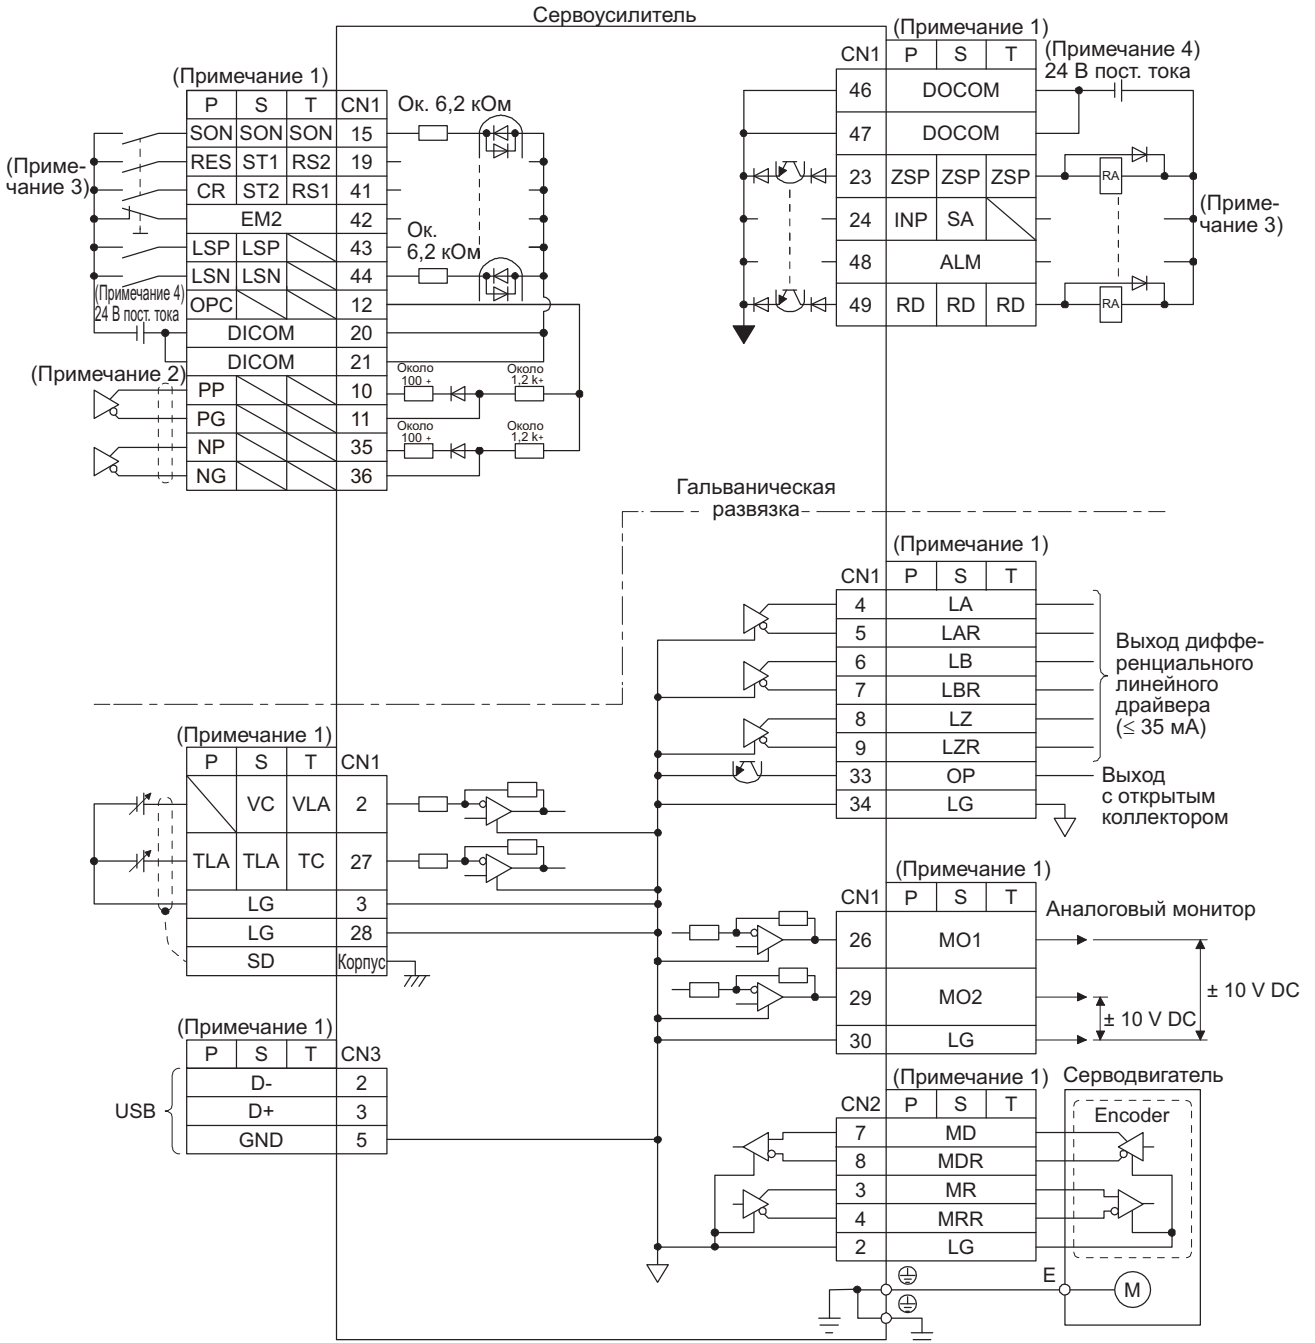 Сервоусилитель
(Примечание 1)
P S T CN1
SON SON SON 15
RES ST1 RS2 19
CR ST2 RS1 41
EM2 42
LSP LSP 43
LSN LSN 44
OPC 12
DICOM 20
DICOM 21
PP 10
PG 11
NP 35
NG 36
(Приме-
чание 3)
(Примечание 4)
24 В пост. тока
(Примечание 2)
Ок. 6,2 кОм
Ок.
6,2 кОм
Около
100 +
Около
1,2 k+
Около
100 +
Около
1,2 k+
(Примечание 1)
CN1 P S T
46 DOCOM
47 DOCOM
23 ZSP ZSP ZSP
24 INP SA
48 ALM
49 RD RD RD
(Примечание 4)
24 В пост. тока
RA
RA
(Приме-
чание 3)
Гальваническая
развязка
(Примечание 1)
CN1 P S T
4 LA
5 LAR
6 LB
7 LBR
8 LZ
9 LZR
33 OP
34 LG
Выход диффе-
ренциального
линейного
драйвера
(≤ 35 мА)
Выход
с открытым
коллектором
(Примечание 1)
P S T CN1
VC VLA 2
TLA TLA TC 27
LG 3
LG 28
SD Корпус
(Примечание 1)
CN1 P S T
26 MO1
29 MO2
30 LG
Аналоговый монитор
± 10 V DC
± 10 V DC
(Примечание 1)
P S T CN3
D- 2
D+ 3
GND 5
USB
(Примечание 1)
CN2 P S T
7 MD
8 MDR
3 MR
4 MRR
2 LG
Серводвигатель
Encoder
E
M